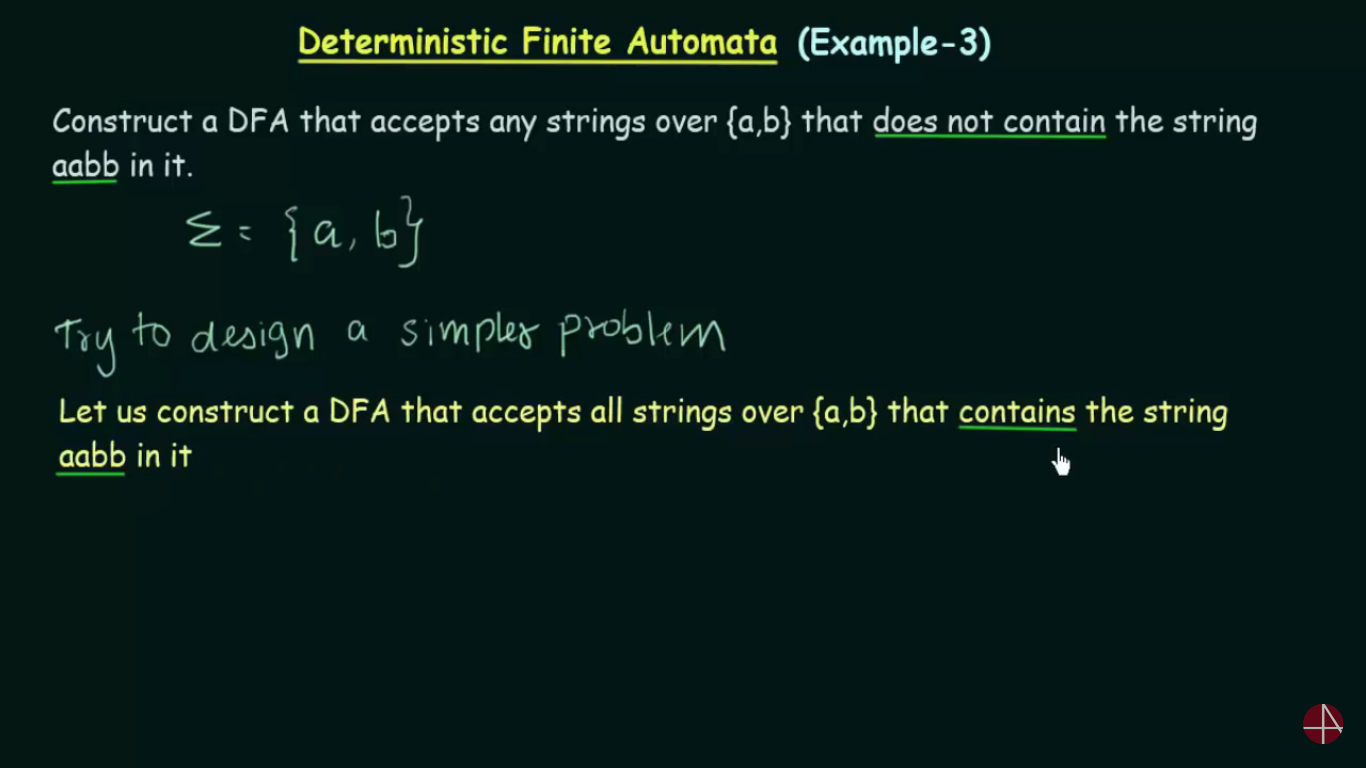 Deterministic Finite Automata (Example-3)
Construct a DFA that accepts any strings over {a,b} that does not contain the string
aabb in it.
Σ = {a, b}
Try to design a simpler problem
Let us construct a DFA that accepts all strings over {a,b} that contains the string
aabb in it